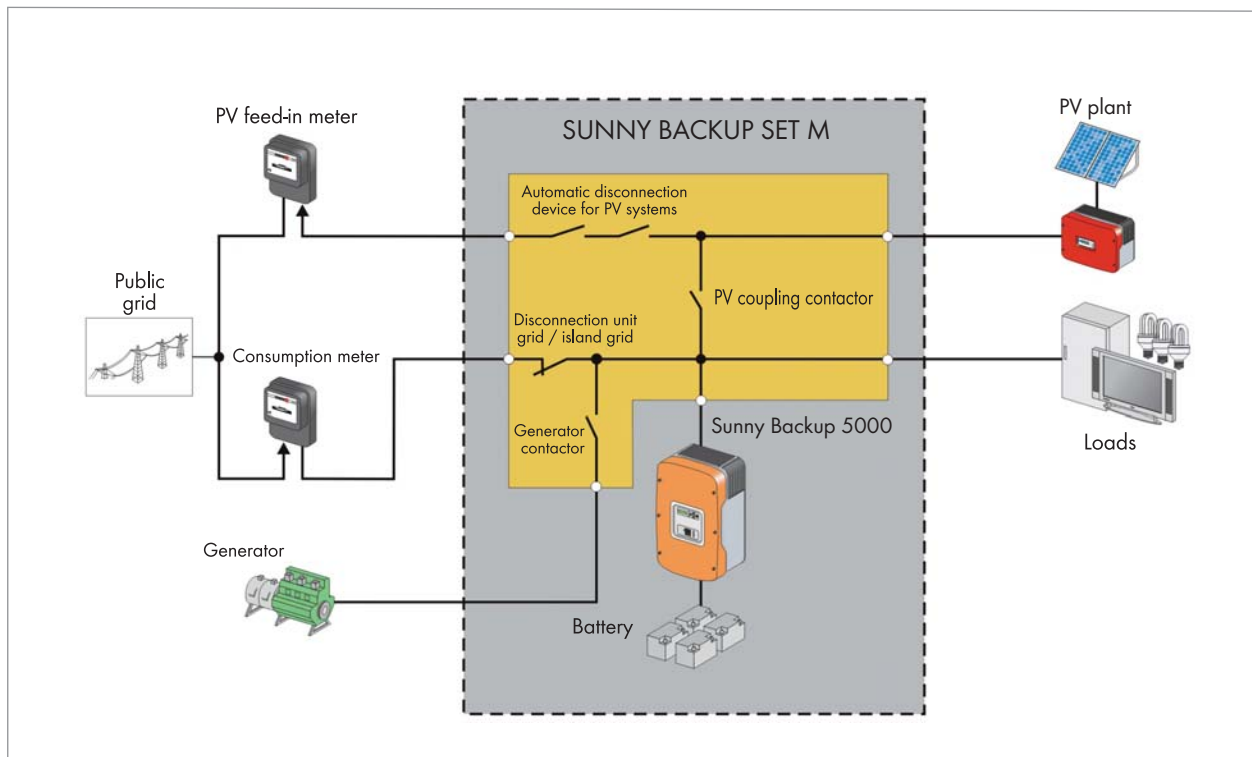 PV feed-in meter
SUNNY BACKUP SET M
PV plant
Automatic disconnection
device for PV systems
Public
grid
PV coupling contactor
Disconnection unit
grid / island grid
Consumption meter
Generator
contactor
Sunny Backup 5000
Loads
Generator
Battery